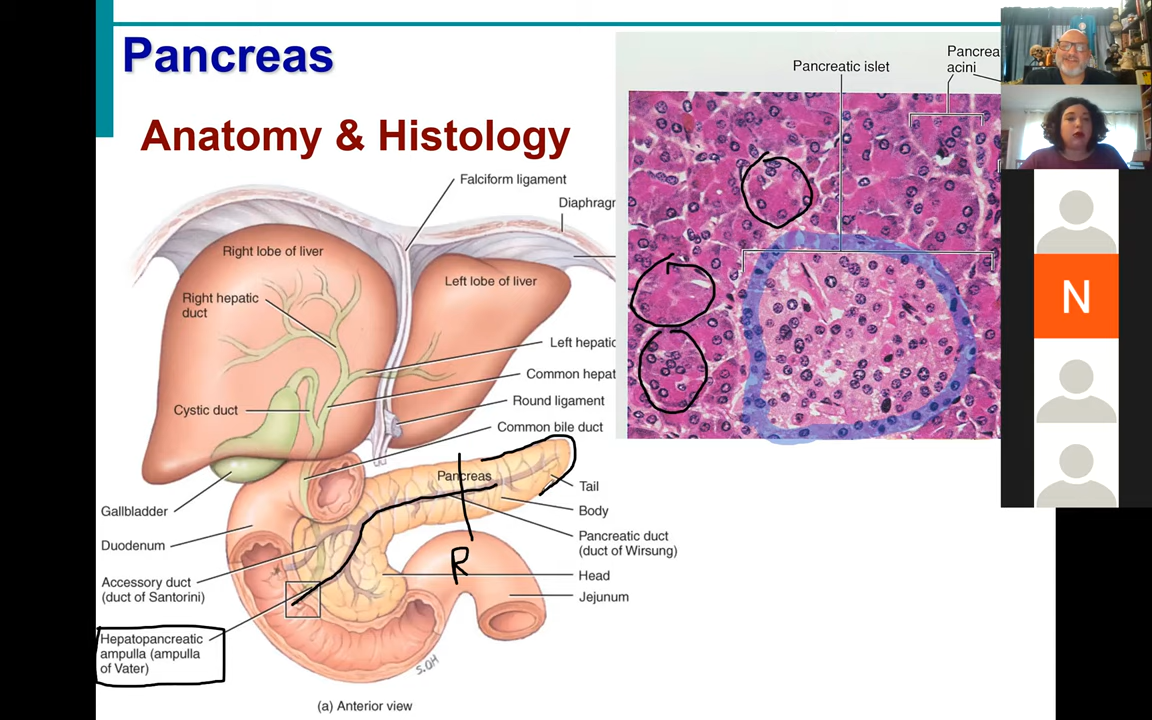 Pancreas
Anatomy & Histology
Pancreatic islet
Pancrea
acini
Falciform ligament
Diaphragr
Right lobe of liver
Left lobe of liver
Right hepatic
duct
Left hepatic
Common hepat
Cystic duct
Round ligament
Common bile duct
Pancreas
Tail
Gallbladder
Body
Pancreatic duct
(duct of Wirsung)
Duodenum
R
Head
Accessory duct
(duct of Santorini)
Jejunum
Hepatopancreatic
ampulla (ampulla
of Vater)
S.OH
(a) Anterior view
N